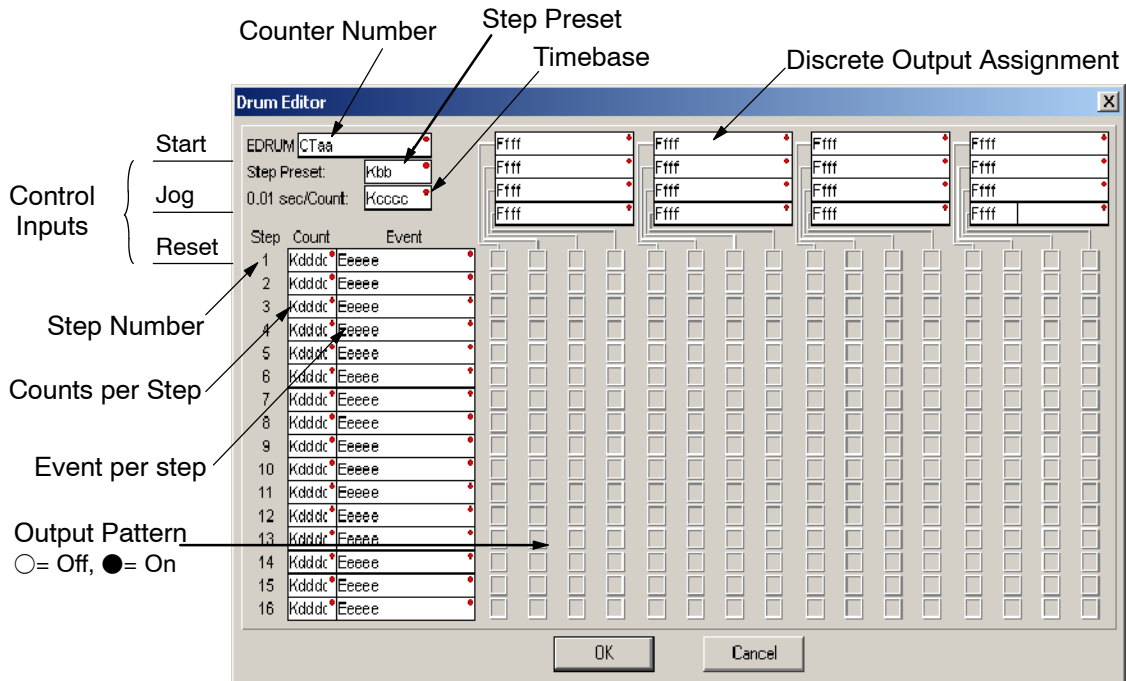 Step Preset
Counter Number
Timebase
Discrete Output Assignment
Drum Editor
X
Start
EDRUM CTaa
Ffff Ffff Ffff Ffff
Step Preset: Kbb
Ffff Ffff Ffff Ffff
Control
Inputs
Jog
0.01 sec/Count: Kcccc
Ffff Ffff Ffff Ffff
Ffff Ffff Ffff Ffff
Reset
Step Count Event
1 Kdddd Eeeee
2 Kdddd Eeeee
3 Kdddd Eeeee
Step Number
4 Kdddd Eeeee
5 Kdddd Eeeee
Counts per Step
6 Kdddd Eeeee
7 Kdddd Eeeee
8 Kdddd Eeeee
9 Kdddd Eeeee
Event per step
10 Kdddd Eeeee
11 Kdddd Eeeee
12 Kdddd Eeeee
Output Pattern
13 Kdddd Eeeee
○= Off, ●= On
14 Kdddd Eeeee
15 Kdddd Eeeee
16 Kdddd Eeeee
OK Cancel